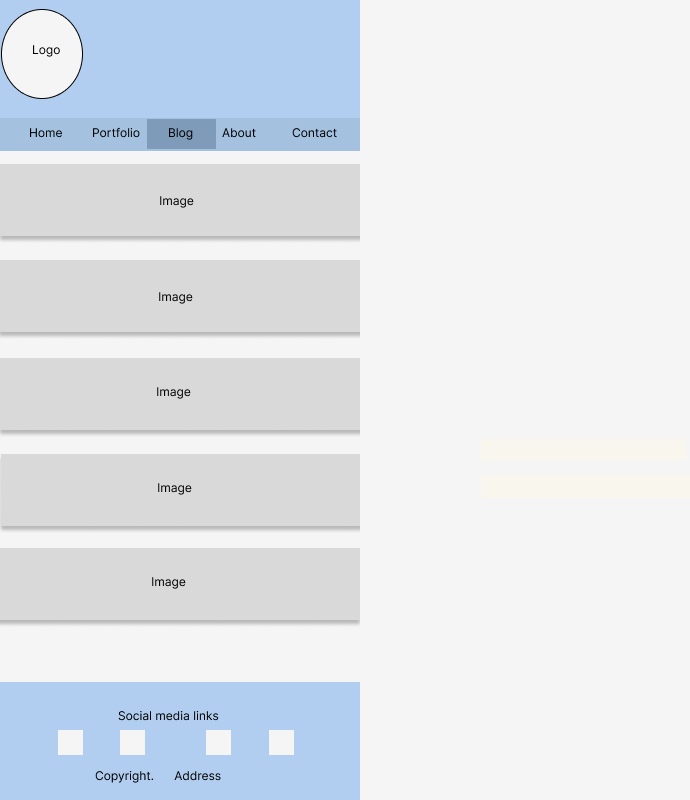 Logo
Home Portfolio Blog About Contact
Image
Image
Image
Image
Image
Social media links
Copyright. Address